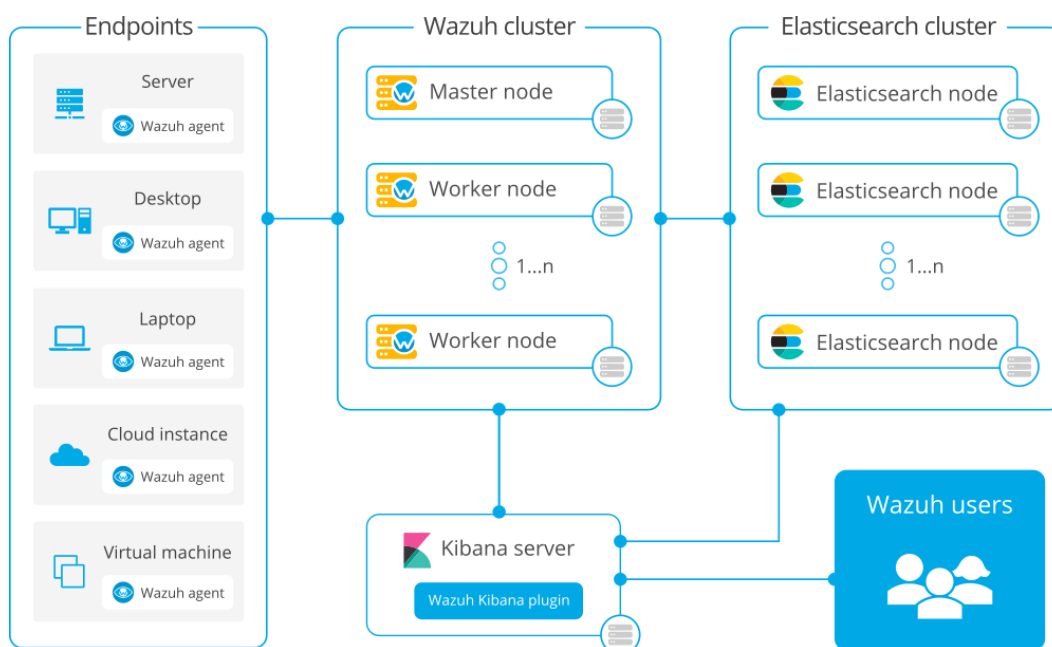 Endpoints
Server
Wazuh agent
Desktop
Wazuh agent
Laptop
Wazuh agent
Cloud instance
Wazuh agent
Virtual machine
Wazuh agent
Wazuh cluster
Master node
Worker node
1...n
Worker node
Elasticsearch cluster
Elasticsearch node
Elasticsearch node
1...n
Elasticsearch node
Kibana server
Wazuh Kibana plugin
Wazuh users